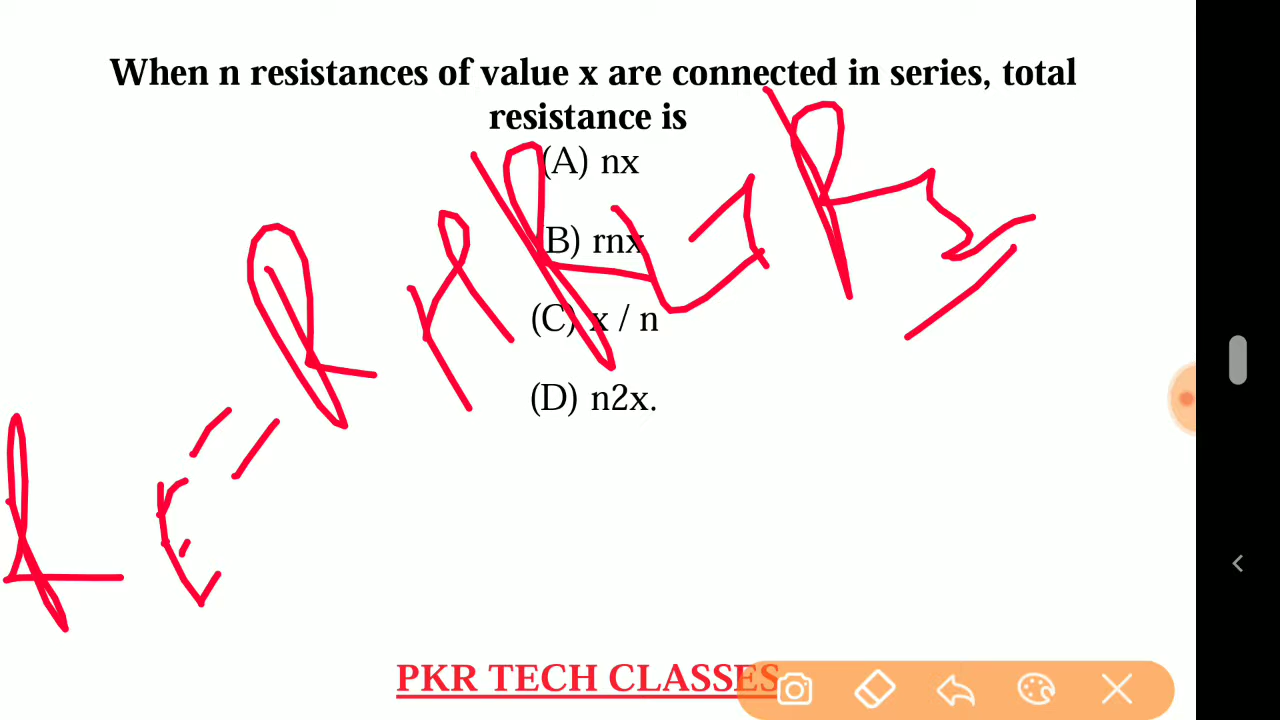 When n resistances of value x are connected in series, total
resistance is
(A) nx
(B) rnx
(C) x / n
(D) n2x.
PKR TECH CLASSES